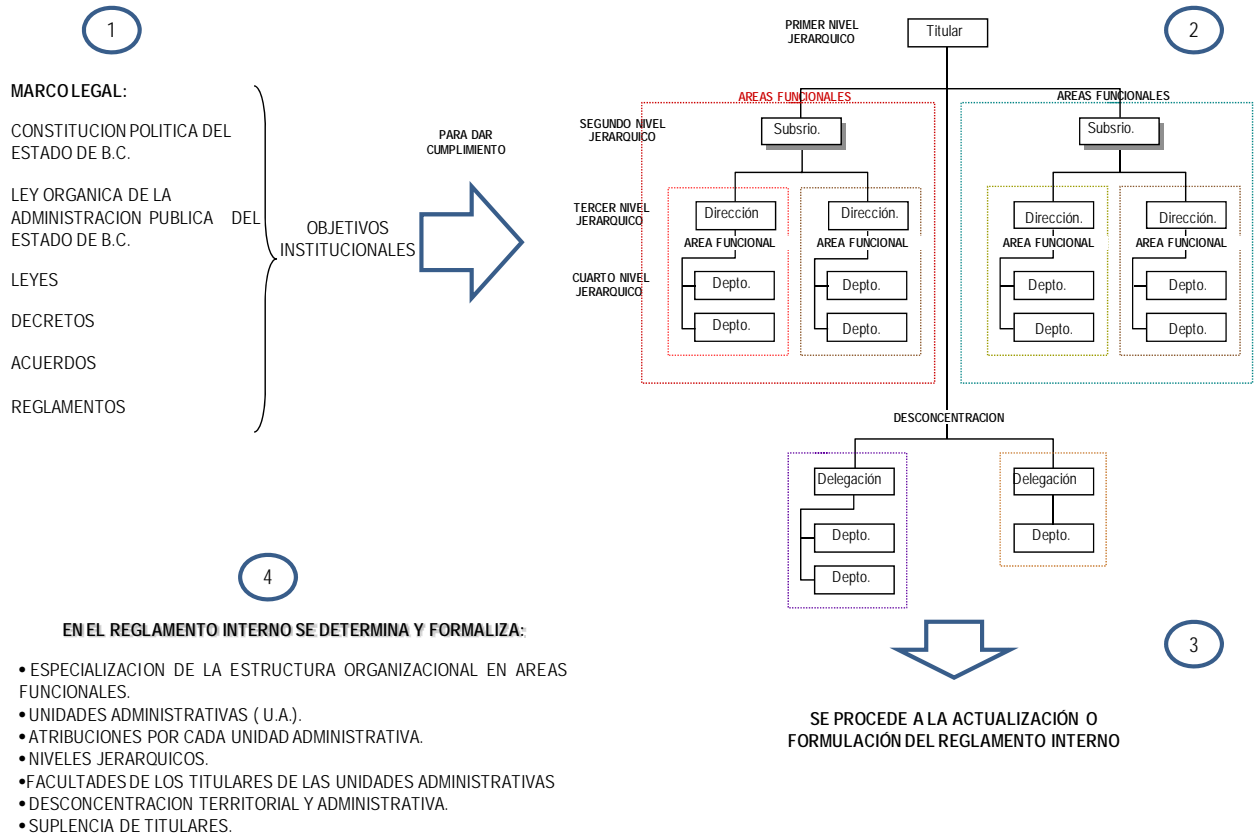 1
MARCO LEGAL:
CONSTITUCION POLITICA DEL
ESTADO DE B.C.
LEY ORGANICA DE LA
ADMINISTRACION PUBLICA DEL
ESTADO DE B.C.
LEYES
DECRETOS
ACUERDOS
REGLAMENTOS
OBJETIVOS
INSTITUCIONALES
PARA DAR
CUMPLIMIENTO
2
PRIMER NIVEL
JERARQUICO
Titular
AREAS FUNCIONALES
AREAS FUNCIONALES
SEGUNDO NIVEL
JERARQUICO
Subsrio.
Subsrio.
TERCER NIVEL
JERARQUICO
Dirección
Dirección.
Dirección.
Dirección.
AREA FUNCIONAL
AREA FUNCIONAL
AREA FUNCIONAL
AREA FUNCIONAL
CUARTO NIVEL
JERARQUICO
Depto.
Depto.
Depto.
Depto.
Depto.
Depto.
Depto.
Depto.
DESCONCENTRACION
Delegación
Delegación
Depto.
Depto.
Depto.
3
SE PROCEDE A LA ACTUALIZACIÓN O
FORMULACIÓN DEL REGLAMENTO INTERNO
4
EN EL REGLAMENTO INTERNO SE DETERMINA Y FORMALIZA:
• ESPECIALIZACION DE LA ESTRUCTURA ORGANIZACIONAL EN AREAS
FUNCIONALES.
• UNIDADES ADMINISTRATIVAS ( U.A.).
• ATRIBUCIONES POR CADA UNIDAD ADMINISTRATIVA.
• NIVELES JERARQUICOS.
•FACULTADES DE LOS TITULARES DE LAS UNIDADES ADMINISTRATIVAS
• DESCONCENTRACION TERRITORIAL Y ADMINISTRATIVA.
• SUPLENCIA DE TITULARES.